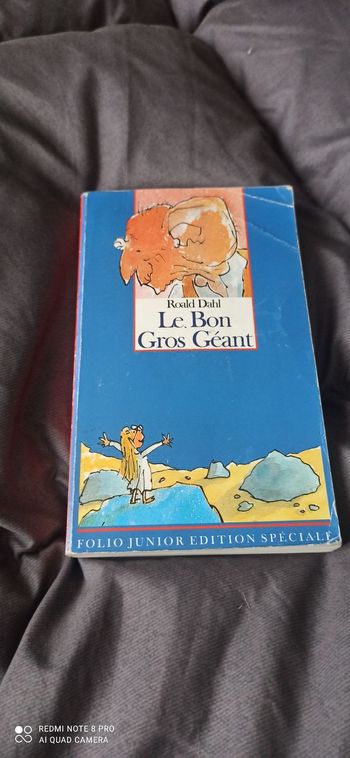 Roald Dahl
Le Bon
Gros Géant
FOLIO JUNIOR EDITION SPÉCIALE
REDMI NOTE 8 PRO
AI QUAD CAMERA